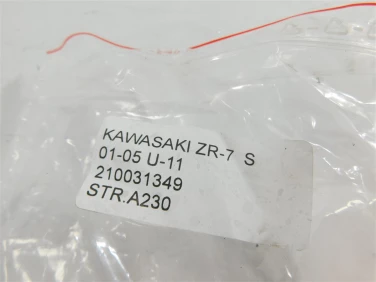 KAWASAKI ZR-7 S
01-05 U-11
210031349
STR.A230